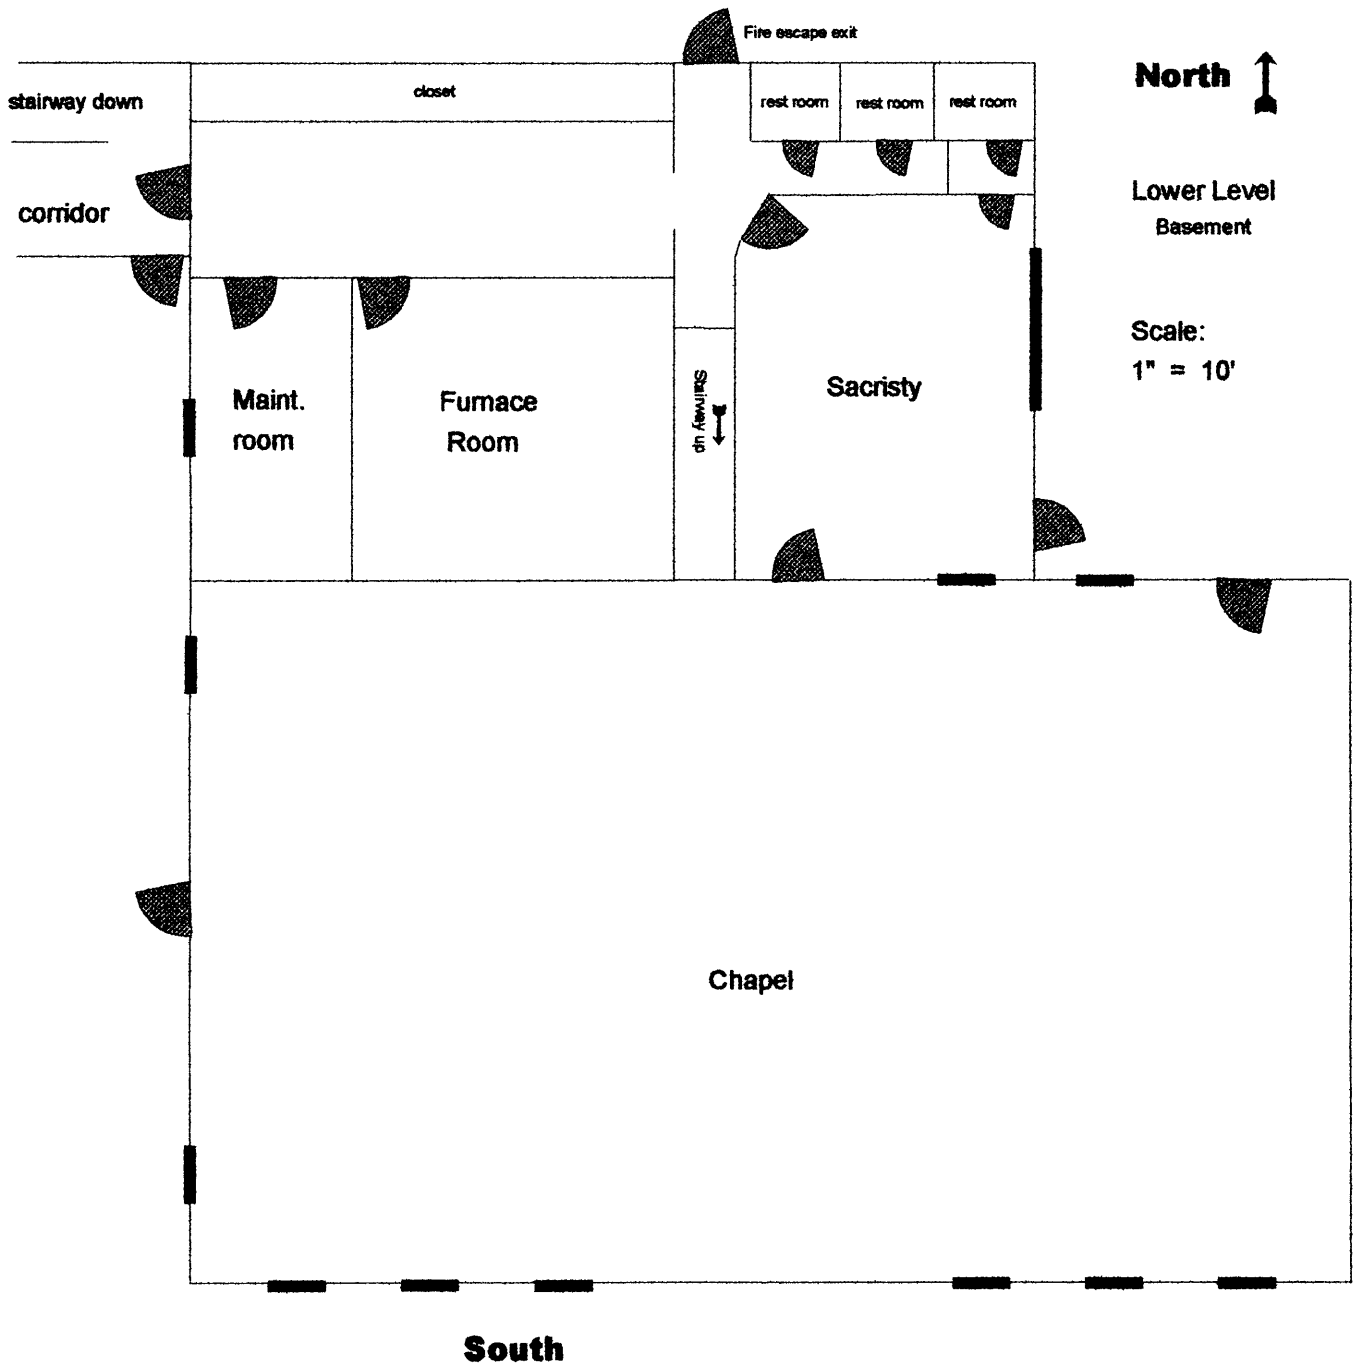 Fire escape exit
North
stairway down
closet
rest room
rest room
rest room
corridor
Lower Level
Basement
Scale:
1" = 10'
Maint.
room
Furnace
Room
Stairway up
Sacristy
Chapel
South